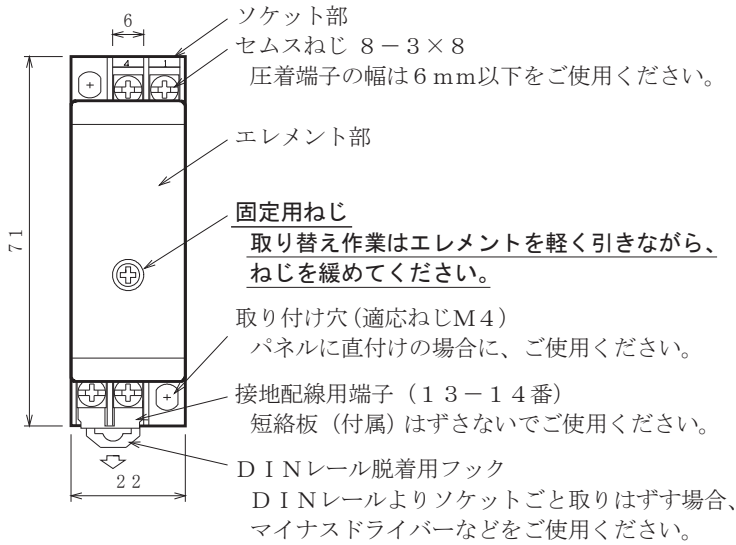 6
ソケット部
セムスねじ ８－３×８
圧着端子の幅は６mm以下をご使用ください。
4 1
エレメント部
71
固定用ねじ
取り替え作業はエレメントを軽く引きながら、
ねじを緩めてください。
取り付け穴(適応ねじＭ４)
パネルに直付けの場合に、ご使用ください。
接地配線用端子（１３－１４番）
短絡板（付属）はずさないでご使用ください。
ＤＩＮレール脱着用フック
22
ＤＩＮレールよりソケットごと取りはずす場合、
マイナスドライバーなどをご使用ください。